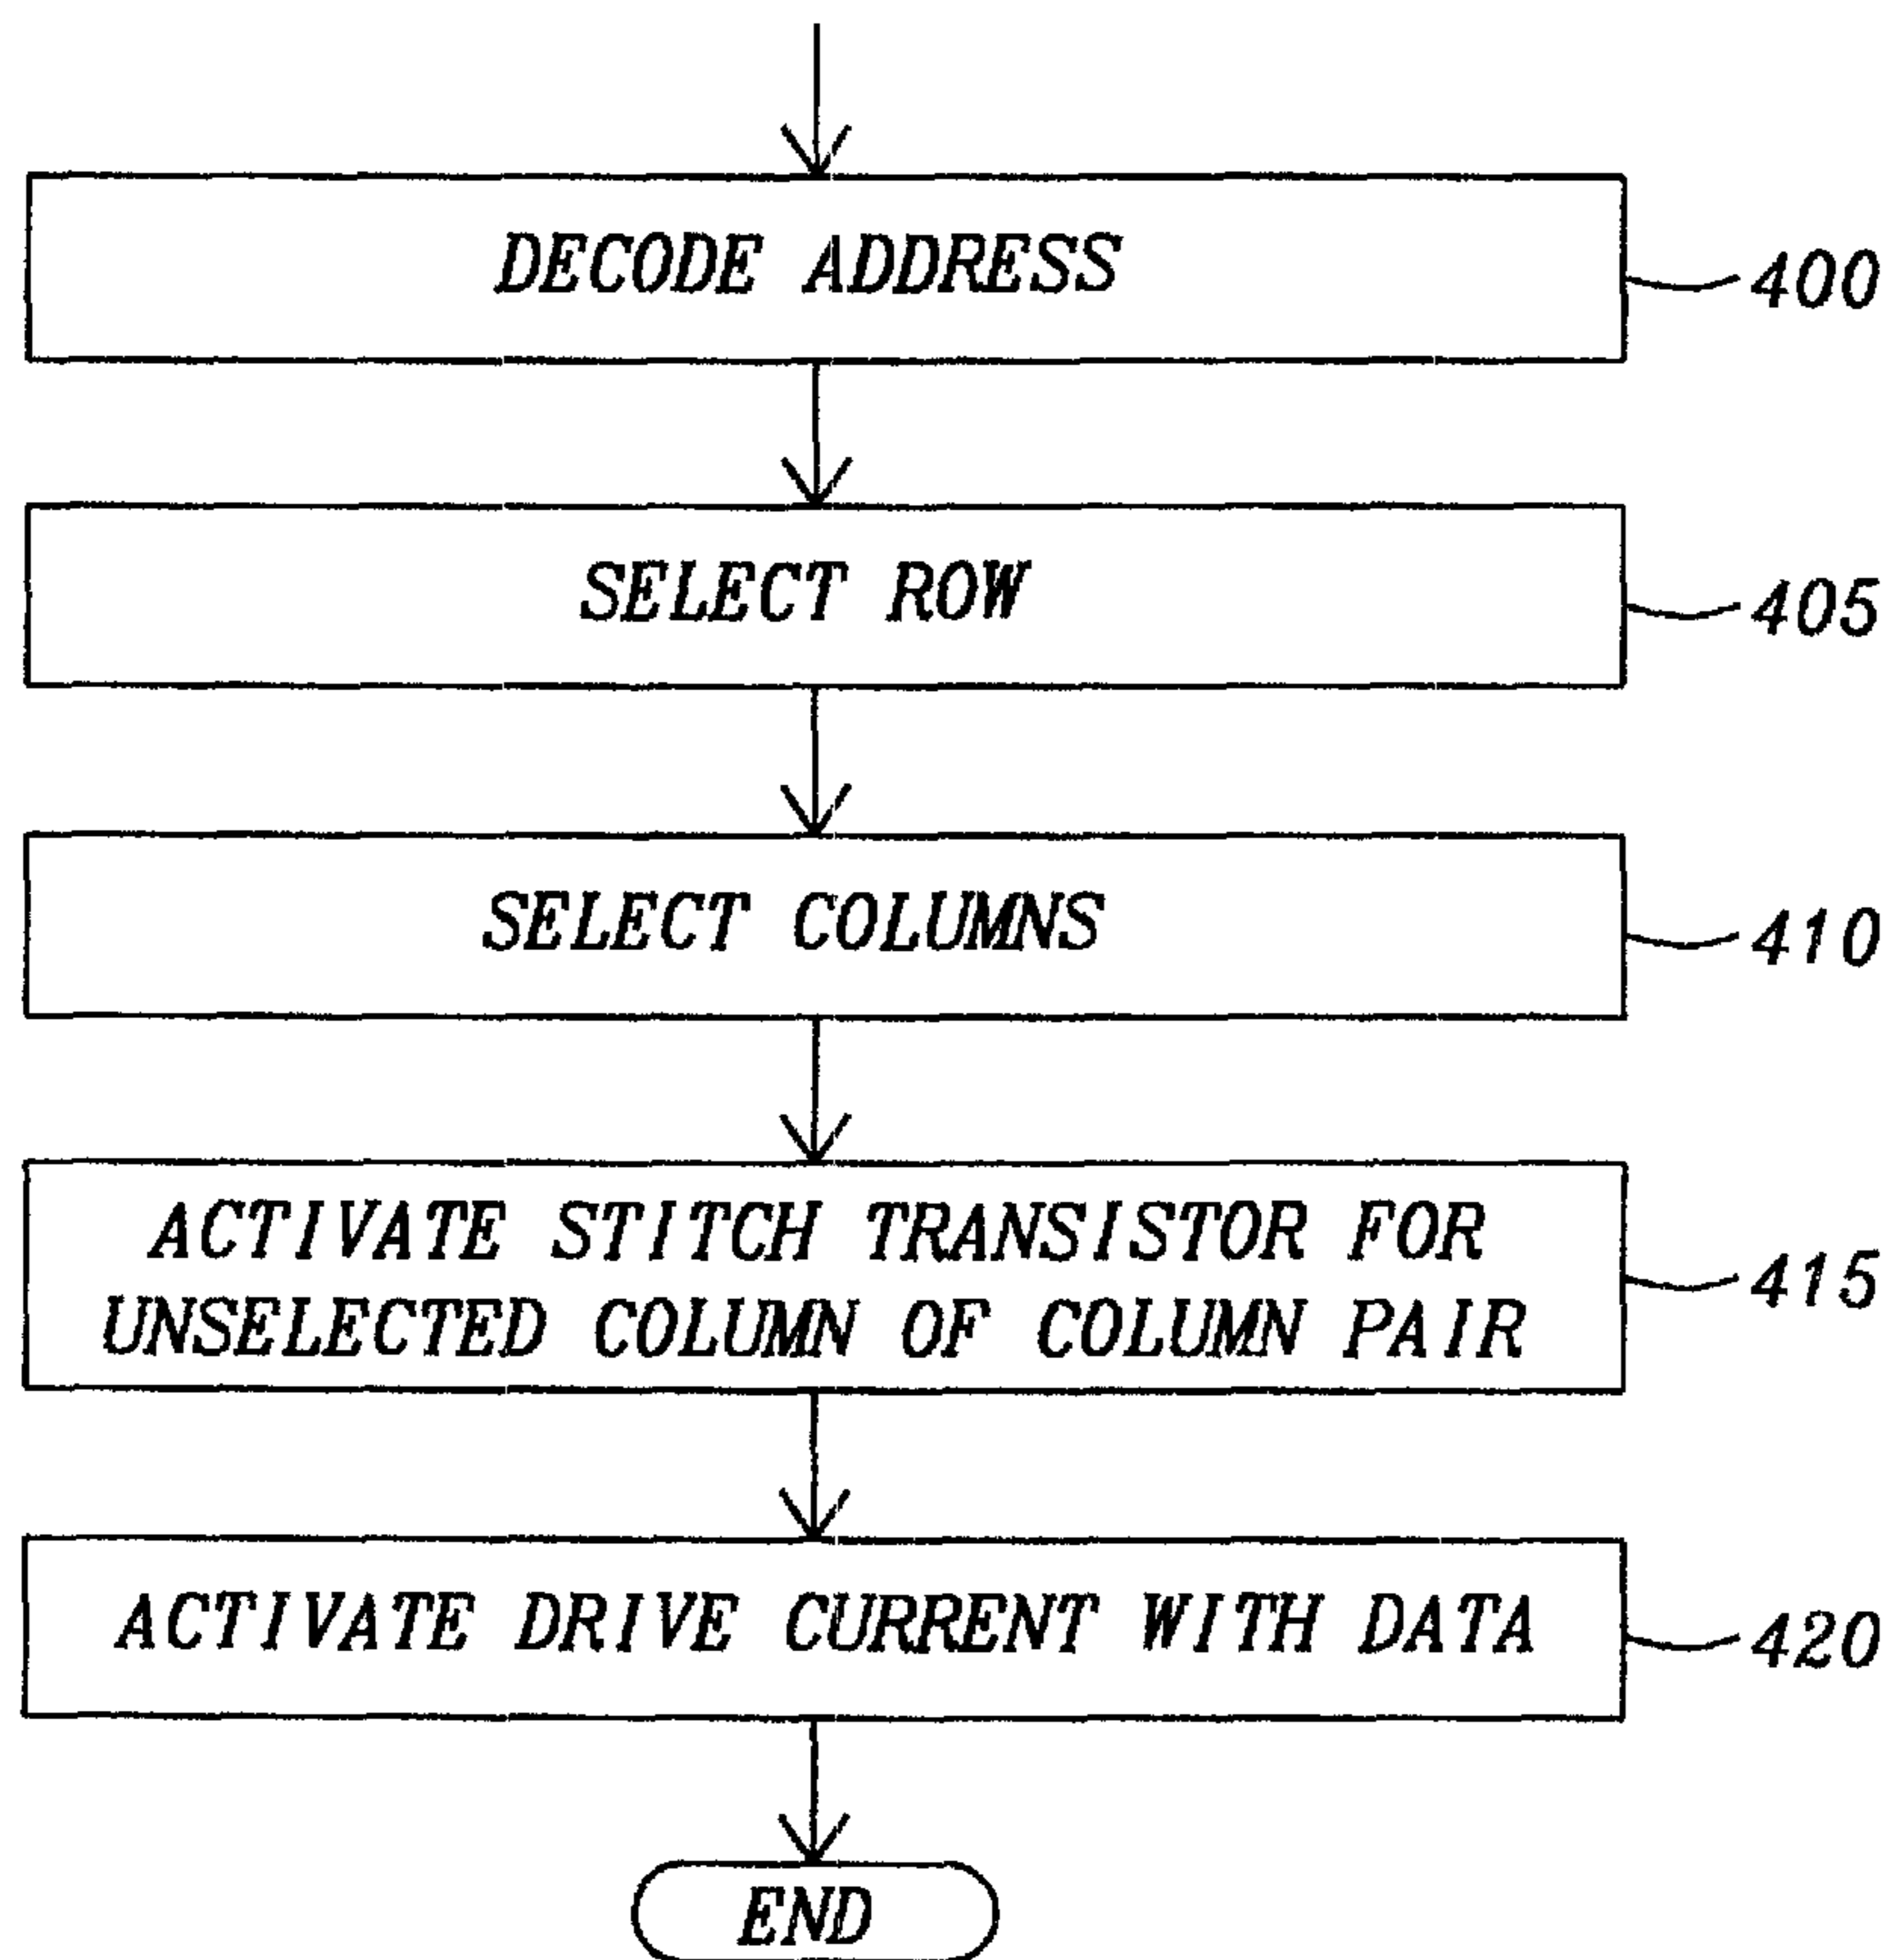 DECODE ADDRESS
400
SELECT ROW
405
SELECT COLUMNS
410
ACTIVATE STITCH TRANSISTOR FOR
UNSELECTED COLUMN OF COLUMN PAIR
415
ACTIVATE DRIVE CURRENT WITH DATA
420
END